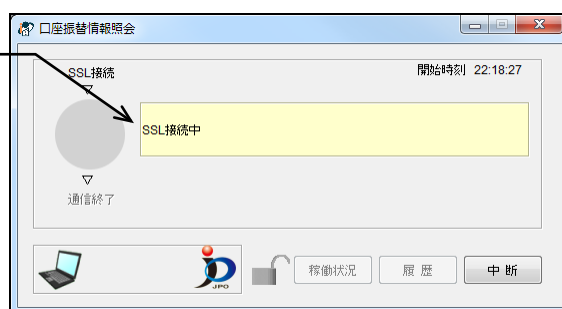 口座振替情報照会
SSL接続
開始時刻 22:18:27
▽
SSL接続中
▽
通信終了
JPO
稼働状況
履 歴
中 断